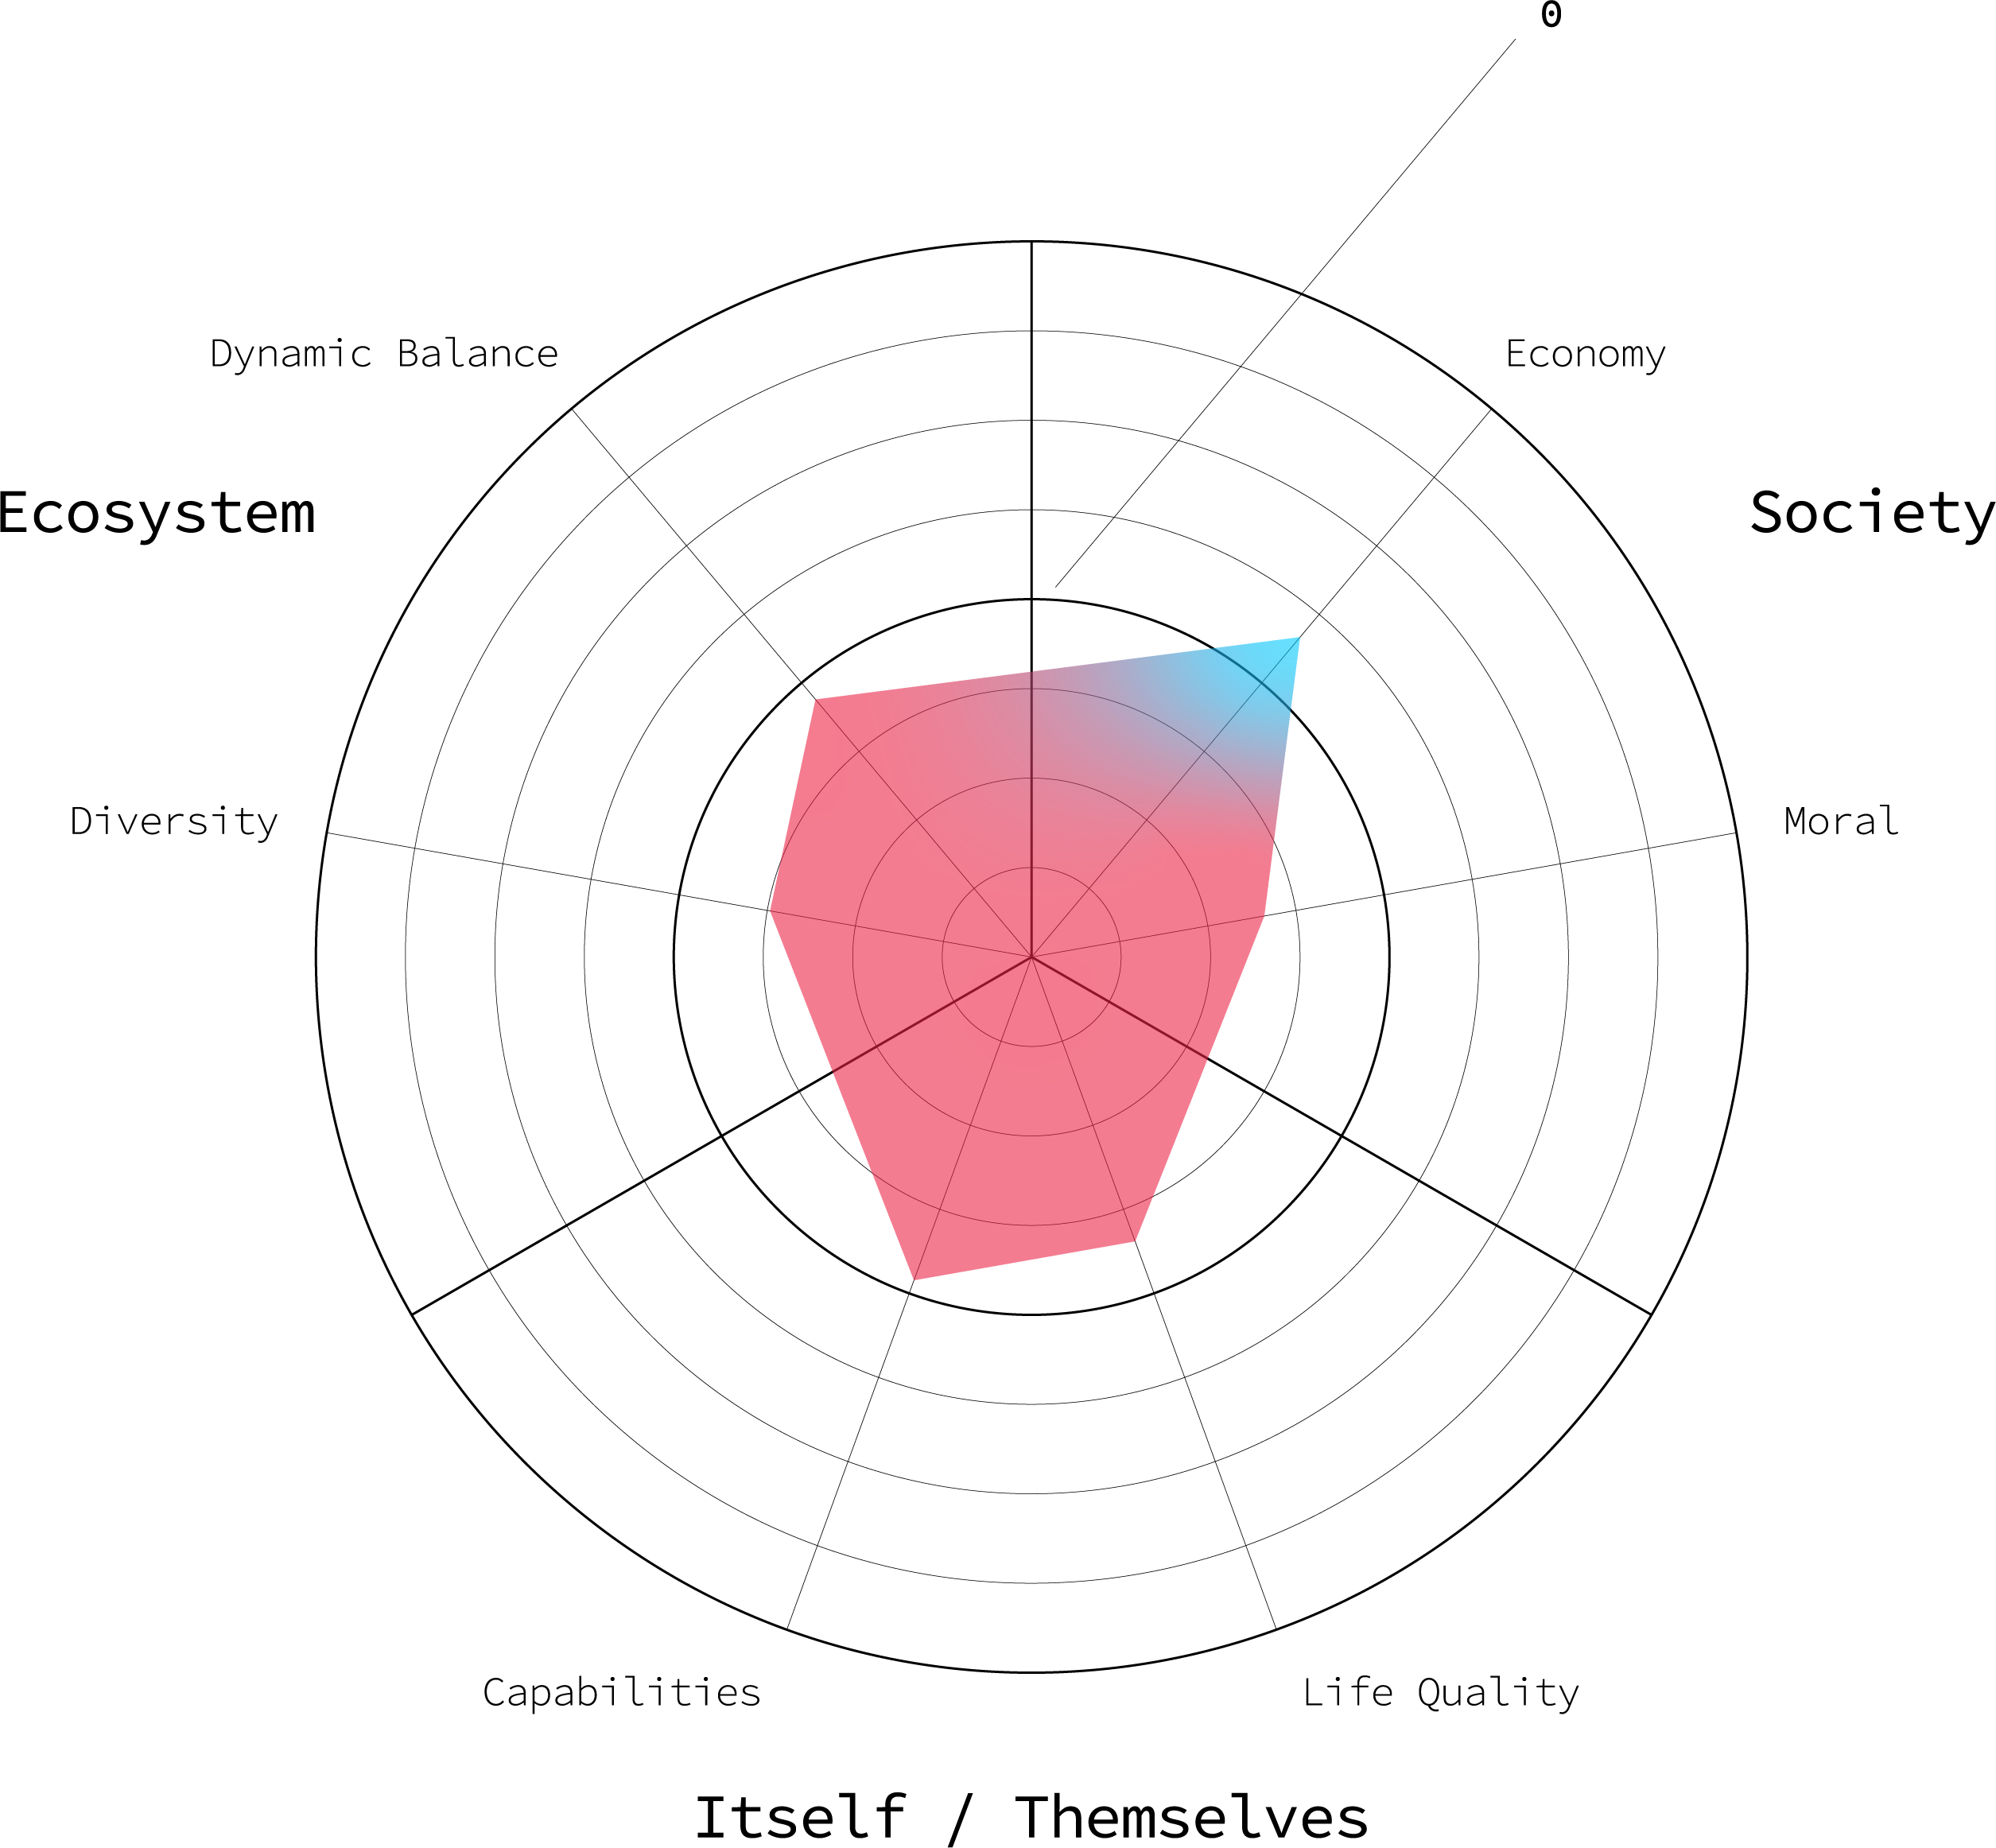 0
Dynamic Balance
Economy
Ecosystem
Society
Diversity
Moral
Capabilities
Life Quality
Itself / Themselves